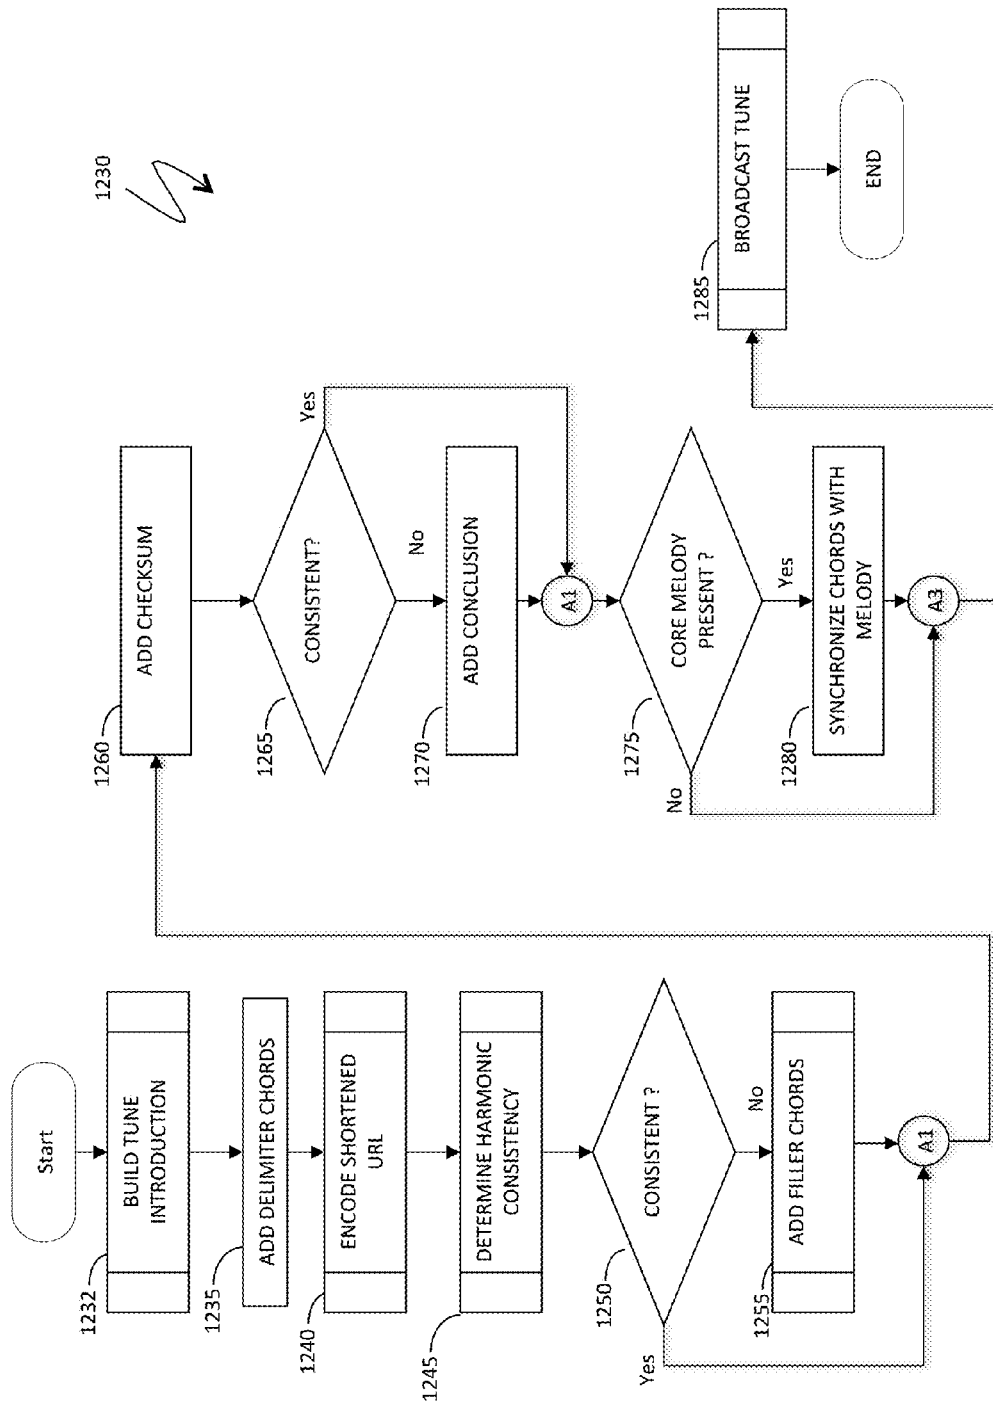 1230
Start
1232
BUILD TUNE
INTRODUCTION
1235
ADD DELIMITER CHORDS
1240
ENCODE SHORTENED
URL
1245
DETERMINE HARMONIC
CONSISTENCY
1250
CONSISTENT ?
Yes
No
1255
ADD FILLER CHORDS
A1
1260
ADD CHECKSUM
1265
CONSISTENT?
Yes
No
1270
ADD CONCLUSION
A1
1275
CORE MELODY
PRESENT ?
No
Yes
1280
SYNCHRONIZE CHORDS WITH
MELODY
A3
1285
BROADCAST TUNE
END